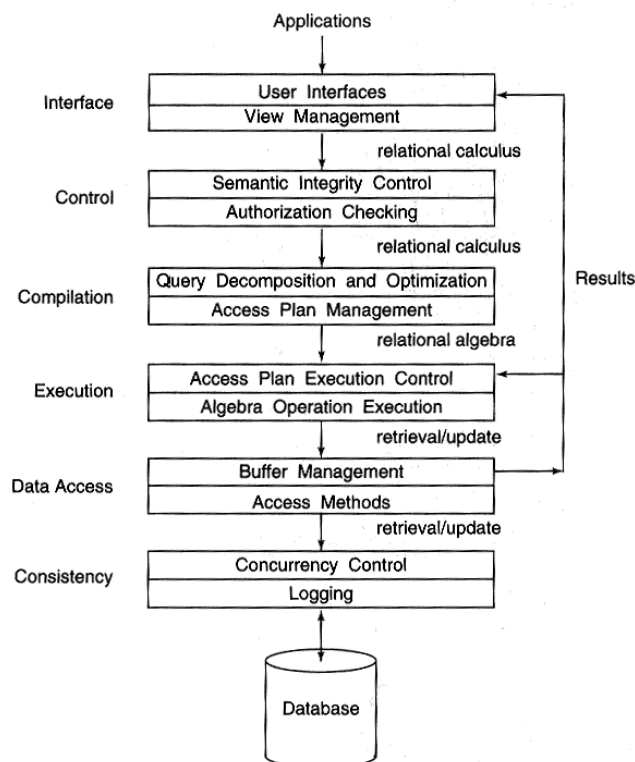 Applications
Interface
User Interfaces
View Management
relational calculus
Control
Semantic Integrity Control
Authorization Checking
relational calculus
Compilation
Query Decomposition and Optimization
Access Plan Management
Results
relational algebra
Execution
Access Plan Execution Control
Algebra Operation Execution
retrieval/update
Data Access
Buffer Management
Access Methods
retrieval/update
Consistency
Concurrency Control
Logging
Database